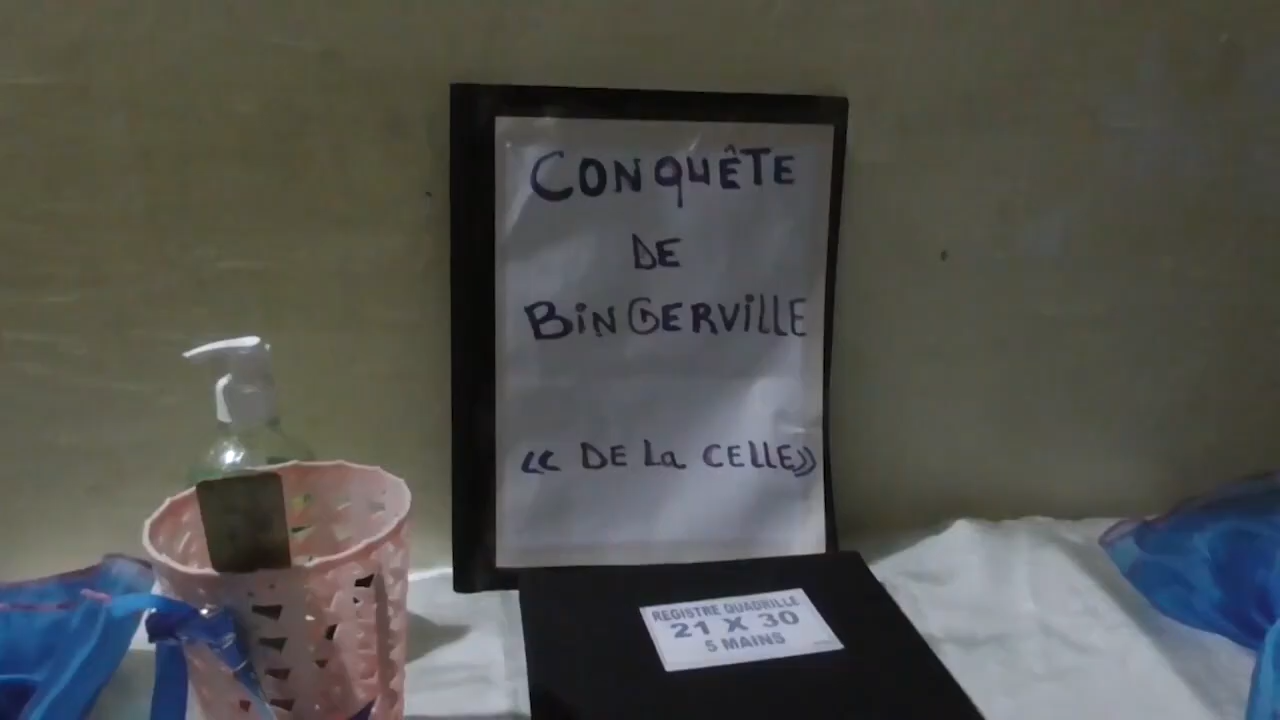 CONQUÊTE
DE
BiNGERViLLE
« DE La CELLE»
REGISTRE QUADRILLE
21 X 30
5 MAINS